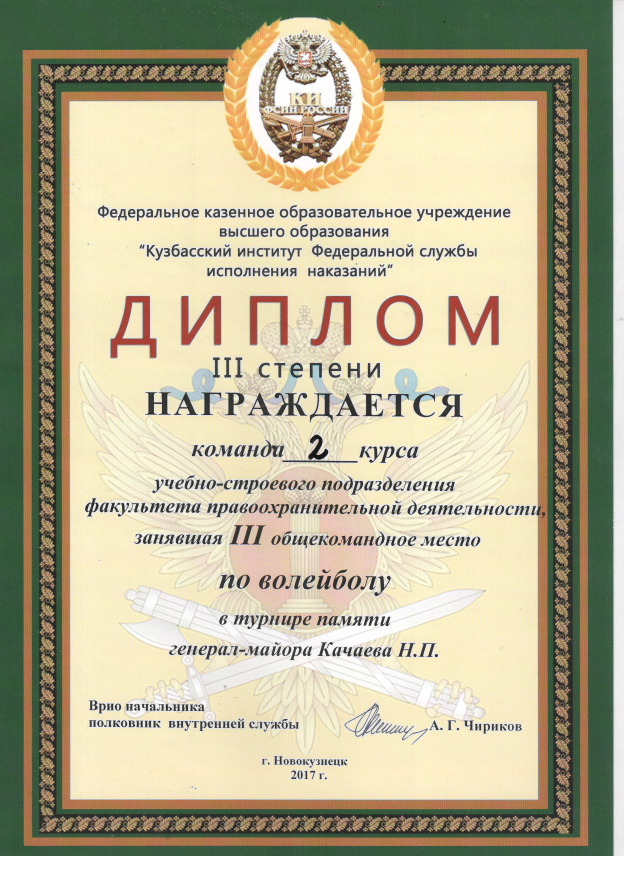 КИ
ФСИН РОССИИ
Федеральное казенное образовательное учреждение
высшего образования
"Кузбасский институт Федеральной службы
исполнения наказаний"
ДИПЛОМ
III степени
НАГРАЖДАЕТСЯ
команда 2 курса
учебно-строевого подразделения
факультета правоохранительной деятельности,
занявшая III общекомандное место
по волейболу
в турнире памяти
генерал-майора Качаева Н.П.
Врио начальника
полковник внутренней службы
А. Г. Чириков
г. Новокузнецк
2017 г.